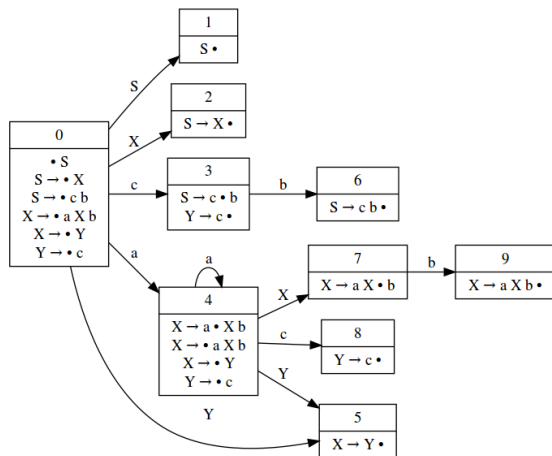 1
S •
S
2
S → X •
X
0
• S
S → • X
S → • c b
X → • a X b
X → • Y
Y → • c
c
3
S → c • b
Y → c •
b
6
S → c b •
a
a
4
X → a • X b
X → • a X b
X → • Y
Y → • c
X
7
X → a X • b
b
9
X → a X b •
c
8
Y → c •
Y
5
X → Y •
Y